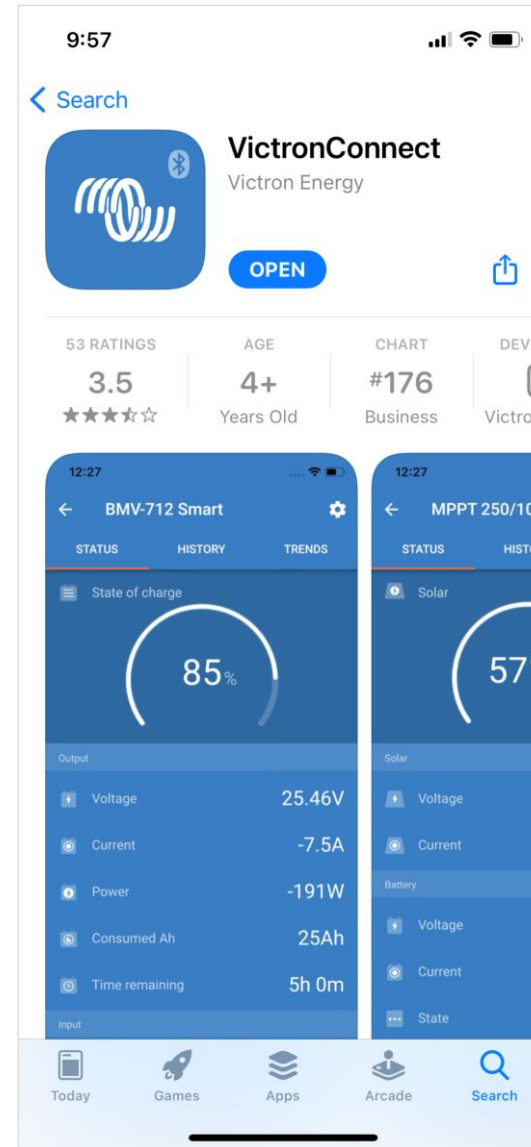 9:57
Search
VictronConnect
Victron Energy
OPEN
53 RATINGS
3.5
AGE
4+
Years Old
CHART
#176
Business
DEV
Victro
12:27
BMV-712 Smart
STATUS HISTORY TRENDS
State of charge
85%
Output
Voltage 25.46V
Current -7.5A
Power -191W
Consumed Ah 25Ah
Time remaining 5h 0m
Input
12:27
MPPT 250/10
STATUS HIST
Solar
57
Solar
Voltage
Current
Battery
Voltage
Current
State
Today Games Apps Arcade Search